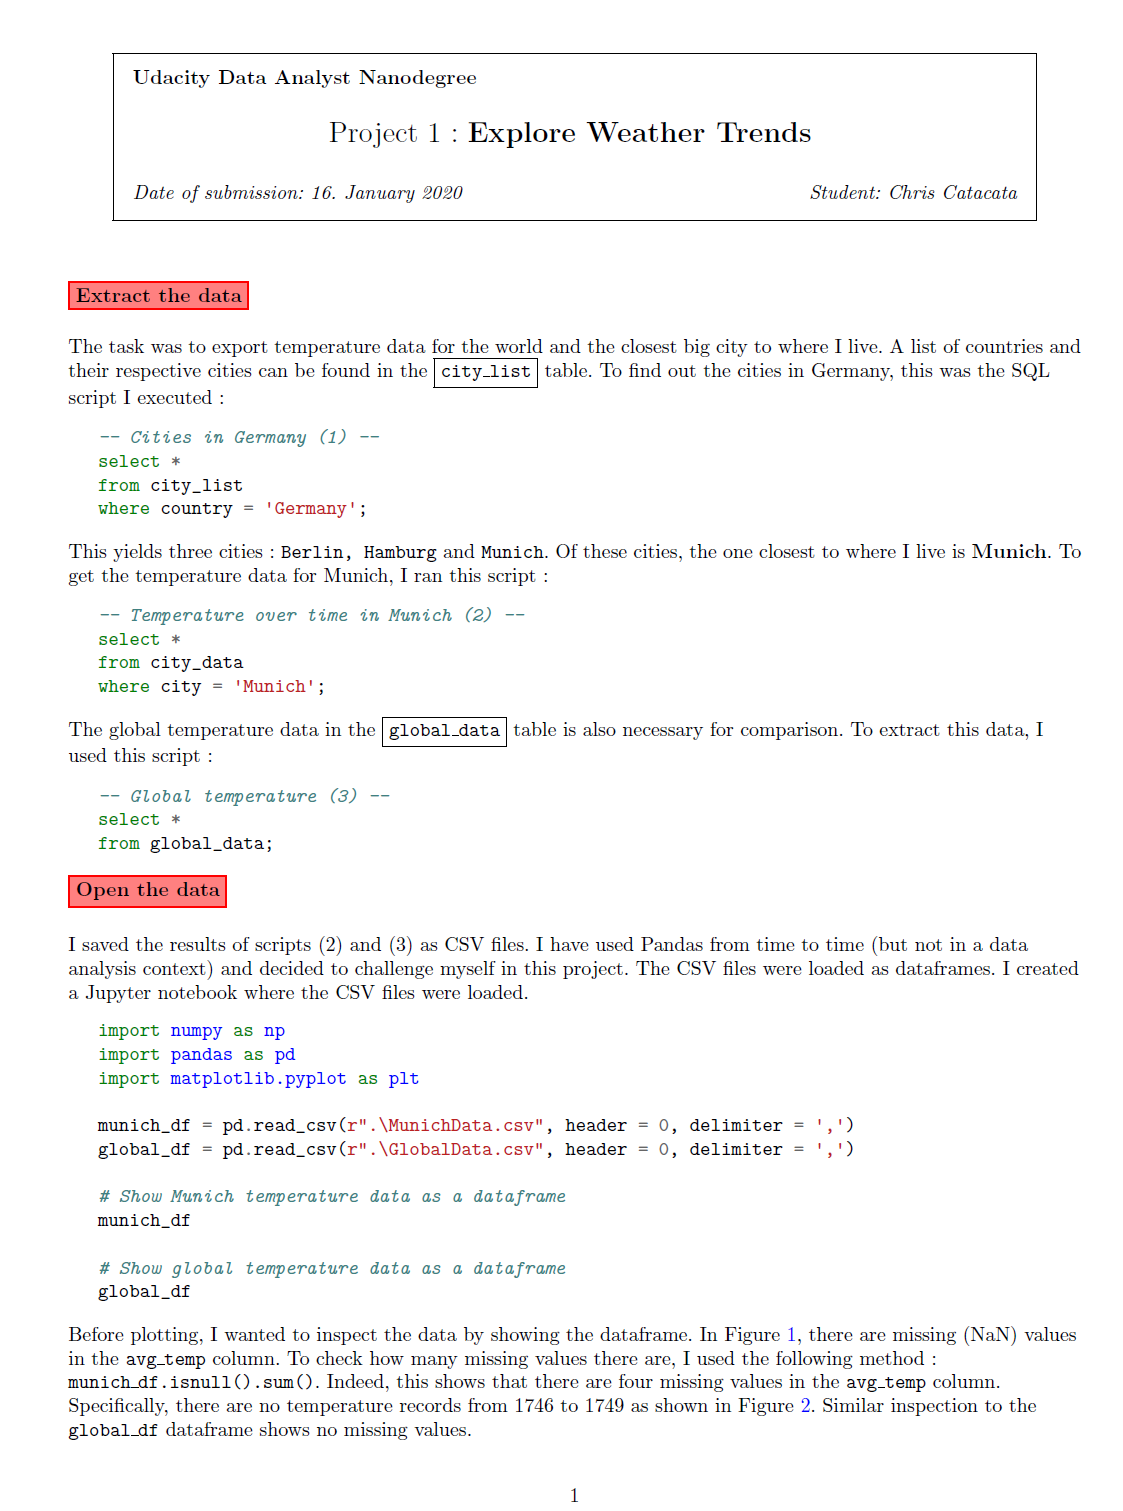 Udacity Data Analyst Nanodegree
Project 1 : Explore Weather Trends
Date of submission: 16. January 2020 Student: Chris Catacata
Extract the data
The task was to export temperature data for the world and the closest big city to where I live. A list of countries and
their respective cities can be found in the city_list table. To find out the cities in Germany, this was the SQL
script I executed :
-- Cities in Germany (1) --
select *
from city_list
where country = 'Germany';
This yields three cities : Berlin, Hamburg and Munich. Of these cities, the one closest to where I live is Munich. To
get the temperature data for Munich, I ran this script :
-- Temperature over time in Munich (2) --
select *
from city_data
where city = 'Munich';
The global temperature data in the global_data table is also necessary for comparison. To extract this data, I
used this script :
-- Global temperature (3) --
select *
from global_data;
Open the data
I saved the results of scripts (2) and (3) as CSV files. I have used Pandas from time to time (but not in a data
analysis context) and decided to challenge myself in this project. The CSV files were loaded as dataframes. I created
a Jupyter notebook where the CSV files were loaded.
import numpy as np
import pandas as pd
import matplotlib.pyplot as plt
munich_df = pd.read_csv(r".\MunichData.csv", header = 0, delimiter = ',')
global_df = pd.read_csv(r".\GlobalData.csv", header = 0, delimiter = ',')
# Show Munich temperature data as a dataframe
munich_df
# Show global temperature data as a dataframe
global_df
Before plotting, I wanted to inspect the data by showing the dataframe. In Figure 1, there are missing (NaN) values
in the avg_temp column. To check how many missing values there are, I used the following method :
munich_df.isnull().sum(). Indeed, this shows that there are four missing values in the avg_temp column.
Specifically, there are no temperature records from 1746 to 1749 as shown in Figure 2. Similar inspection to the
global_df dataframe shows no missing values.
1